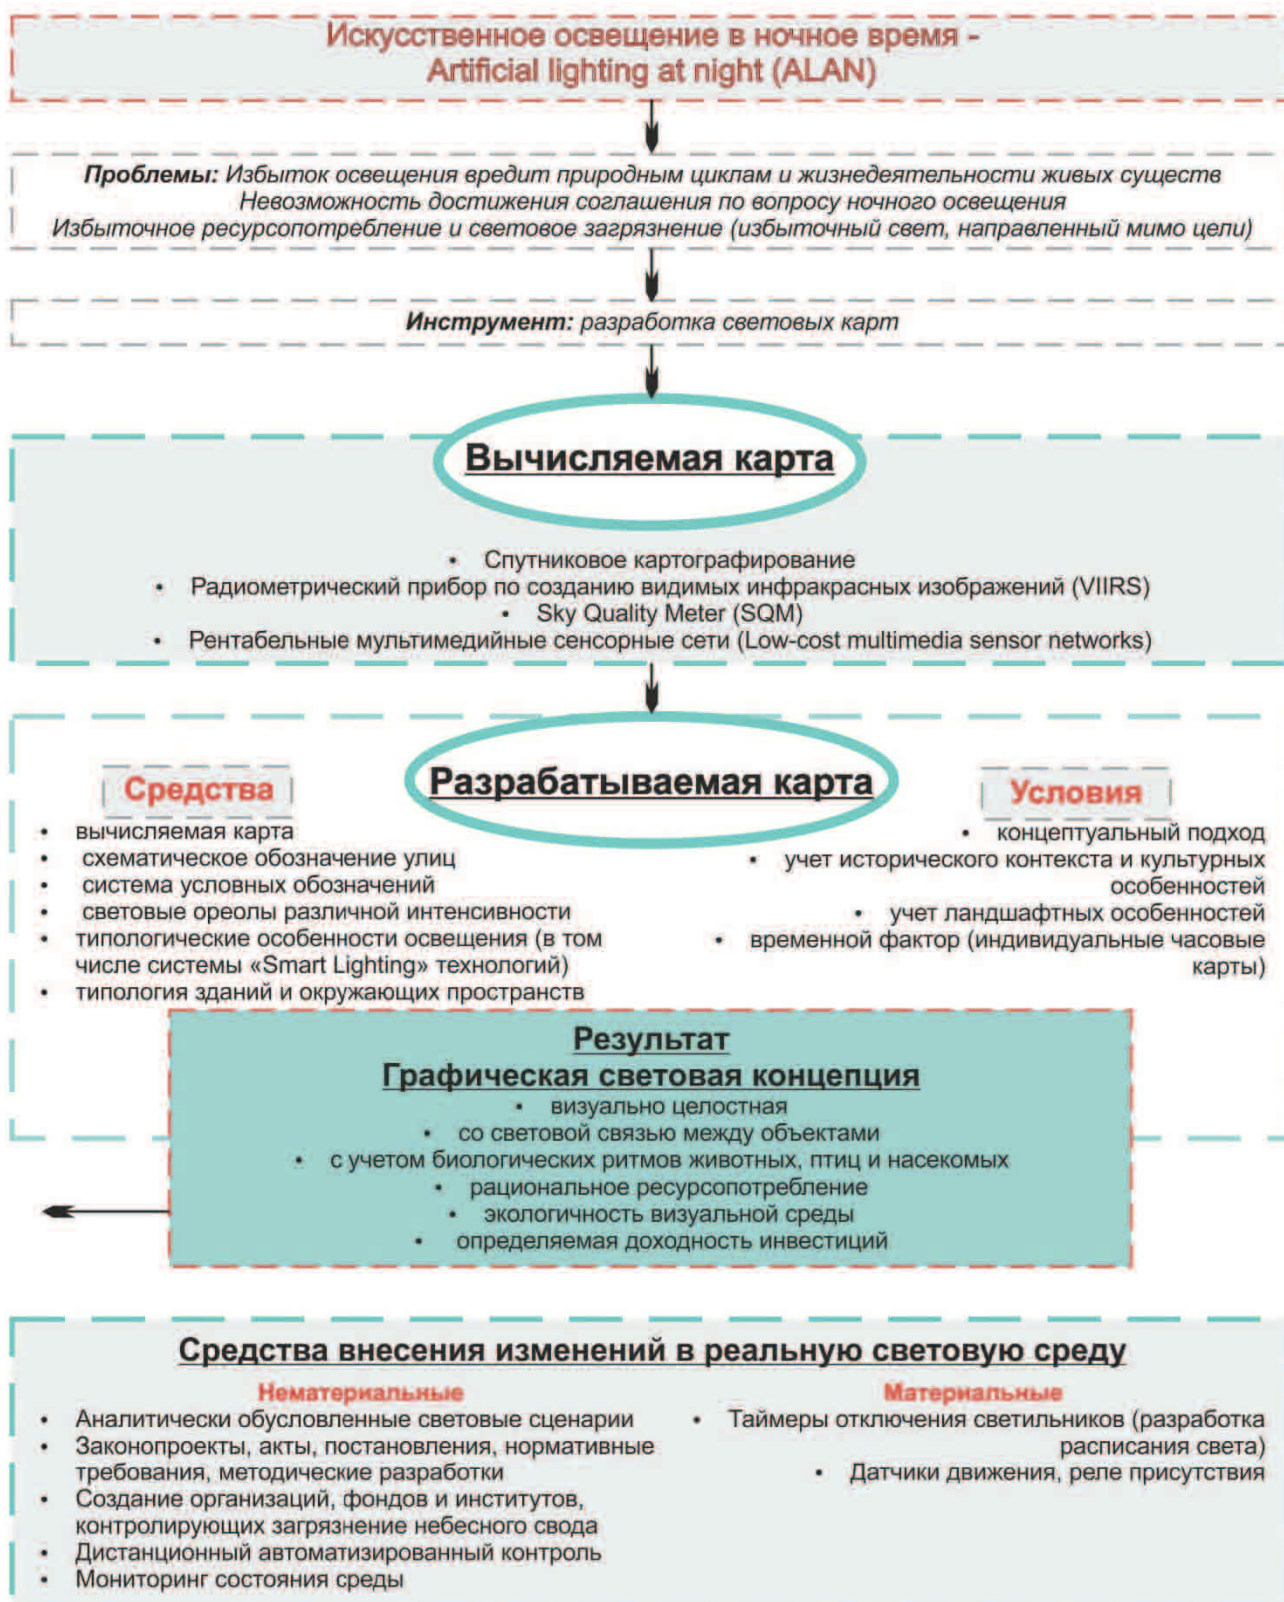 Искусственное освещение в ночное время -
Artificial lighting at night (ALAN)
Проблемы: Избыток освещения вредит природным циклам и жизнедеятельности живых существ
Невозможность достижения соглашения по вопросу ночного освещения
Избыточное ресурсопотребление и световое загрязнение (избыточный свет, направленный мимо цели)
Инструмент: разработка световых карт
Вычисляемая карта
• Спутниковое картографирование
• Радиометрический прибор по созданию видимых инфракрасных изображений (VIIRS)
• Sky Quality Meter (SQM)
• Рентабельные мультимедийные сенсорные сети (Low-cost multimedia sensor networks)
Разрабатываемая карта
Средства
• вычисляемая карта
• схематическое обозначение улиц
• система условных обозначений
• световые ореолы различной интенсивности
• типологические особенности освещения (в том
числе системы «Smart Lighting» технологий)
• типология зданий и окружающих пространств
Условия
• концептуальный подход
• учет исторического контекста и культурных
особенностей
• учет ландшафтных особенностей
• временной фактор (индивидуальные часовые
карты)
Результат
Графическая световая концепция
• визуально целостная
• со световой связью между объектами
• с учетом биологических ритмов животных, птиц и насекомых
• рациональное ресурсопотребление
• экологичность визуальной среды
• определяемая доходность инвестиций
Средства внесения изменений в реальную световую среду
Нематериальные
• Аналитически обусловленные световые сценарии
• Законопроекты, акты, постановления, нормативные
требования, методические разработки
• Создание организаций, фондов и институтов,
контролирующих загрязнение небесного свода
• Дистанционный автоматизированный контроль
• Мониторинг состояния среды
Материальные
• Таймеры отключения светильников (разработка
расписания света)
• Датчики движения, реле присутствия